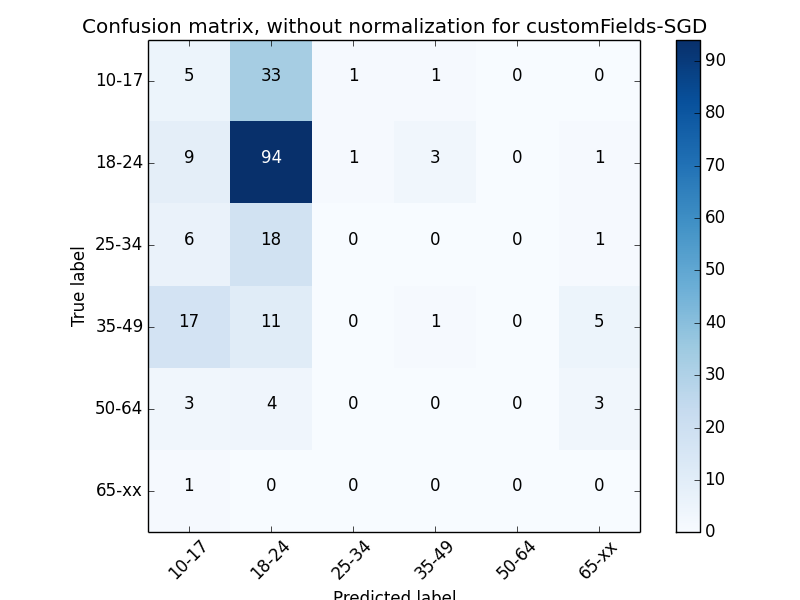 Confusion matrix, without normalization for customFields-SGD
True label
10-17 5 33 1 1 0 0
18-24 9 94 1 3 0 1
25-34 6 18 0 0 0 1
35-49 17 11 0 1 0 5
50-64 3 4 0 0 0 3
65-xx 1 0 0 0 0 0
10-17 18-24 25-34 35-49 50-64 65-xx
Predicted label
90
80
70
60
50
40
30
20
10
0